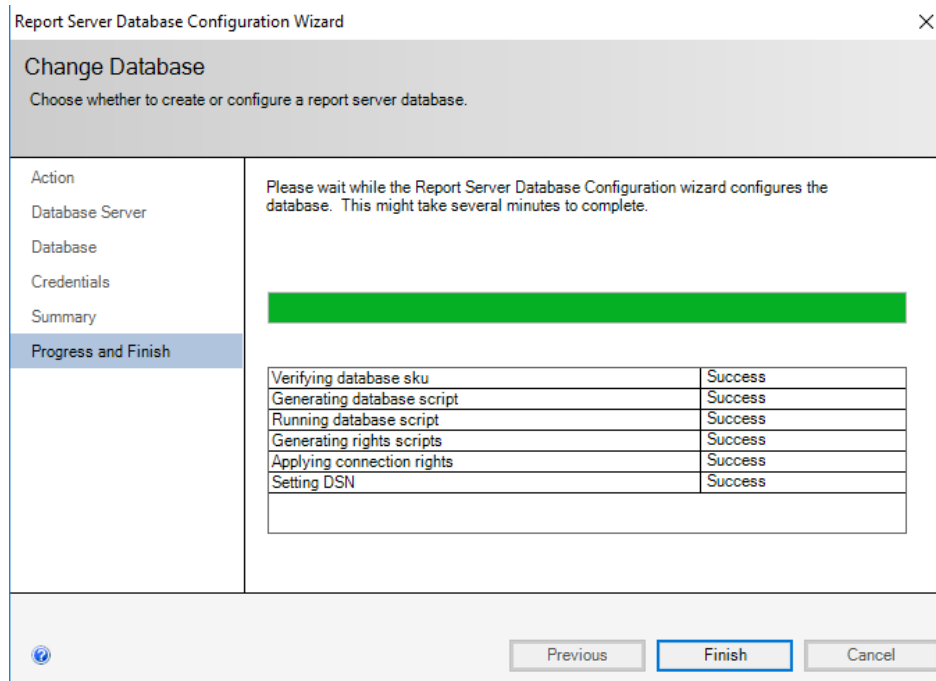 Report Server Database Configuration Wizard
Change Database
Choose whether to create or configure a report server database.
Action
Database Server
Database
Credentials
Summary
Progress and Finish
Please wait while the Report Server Database Configuration wizard configures the
database. This might take several minutes to complete.
Verifying database sku Success
Generating database script Success
Running database script Success
Generating rights scripts Success
Applying connection rights Success
Setting DSN Success
Previous Finish Cancel